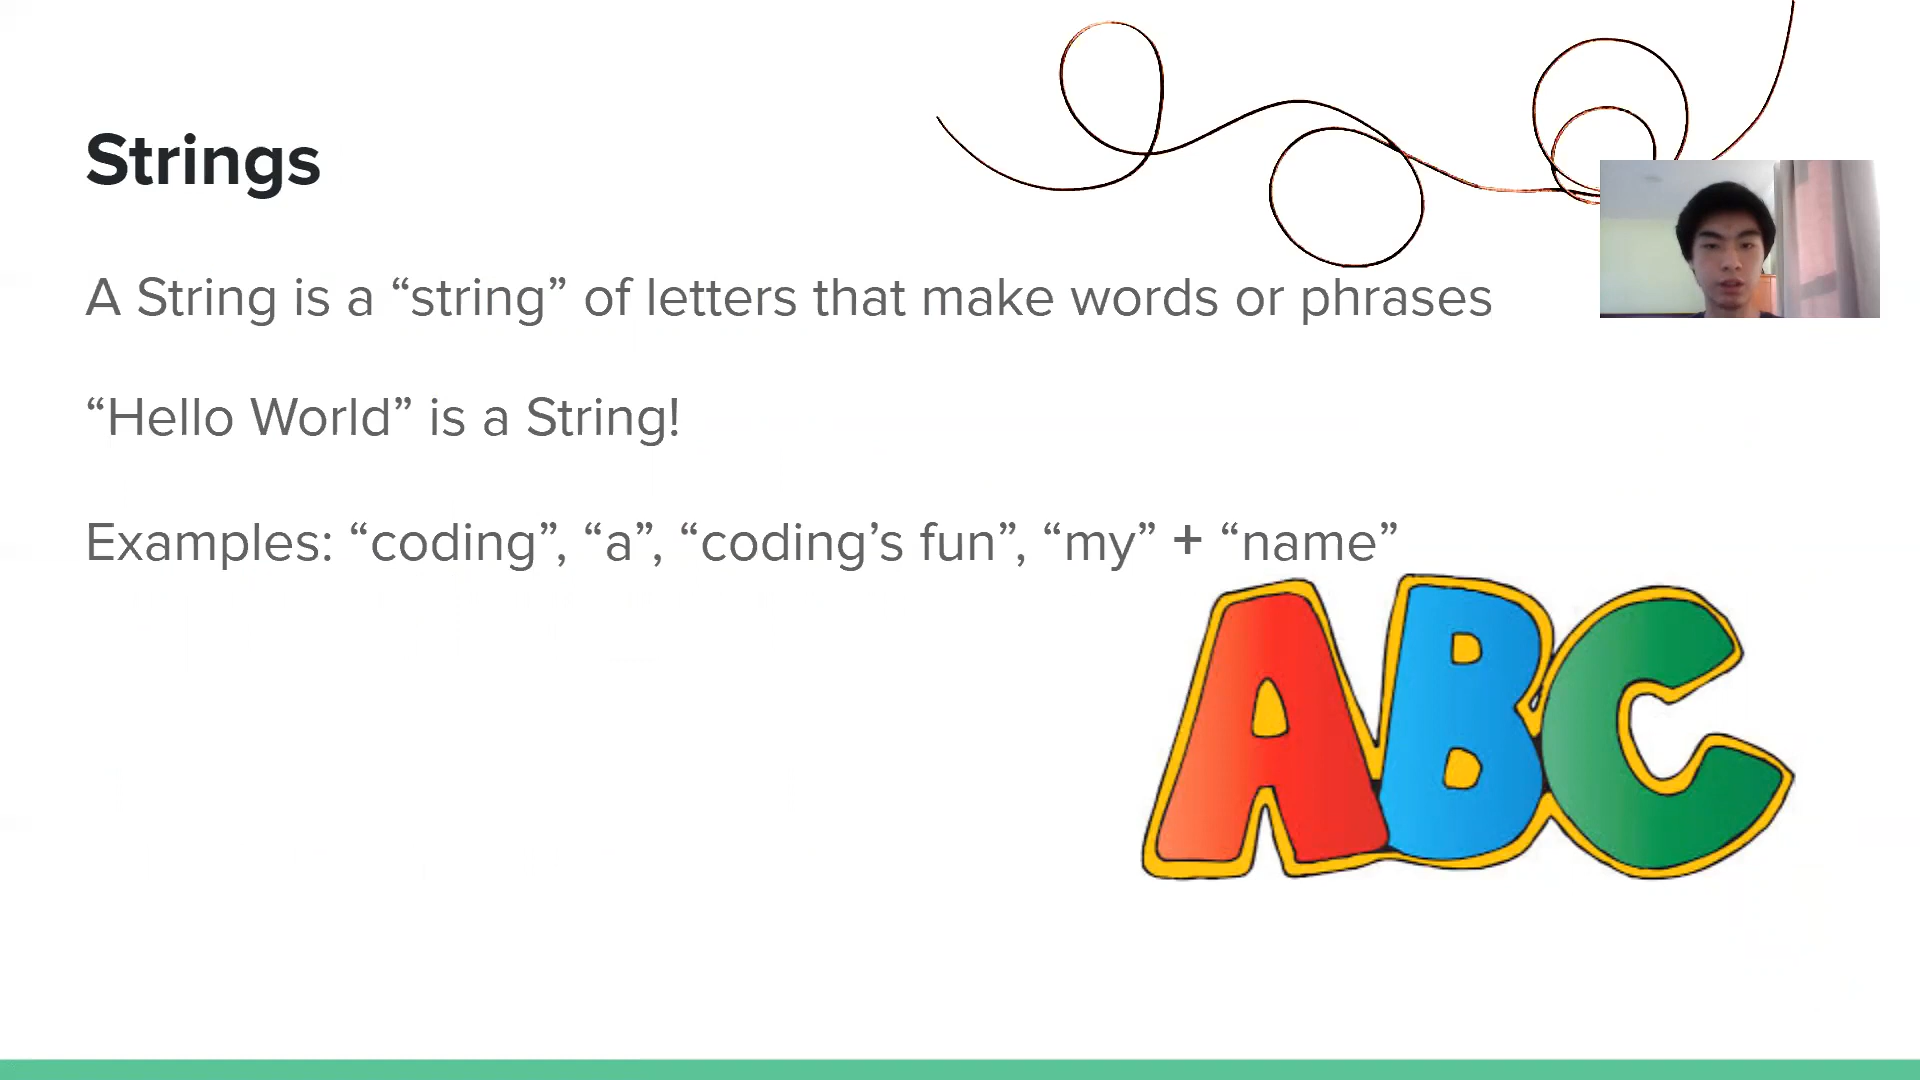 Strings
A String is a “string” of letters that make words or phrases
“Hello World” is a String!
Examples: “coding”, “a”, “coding’s fun”, “my” + “name”
ABC